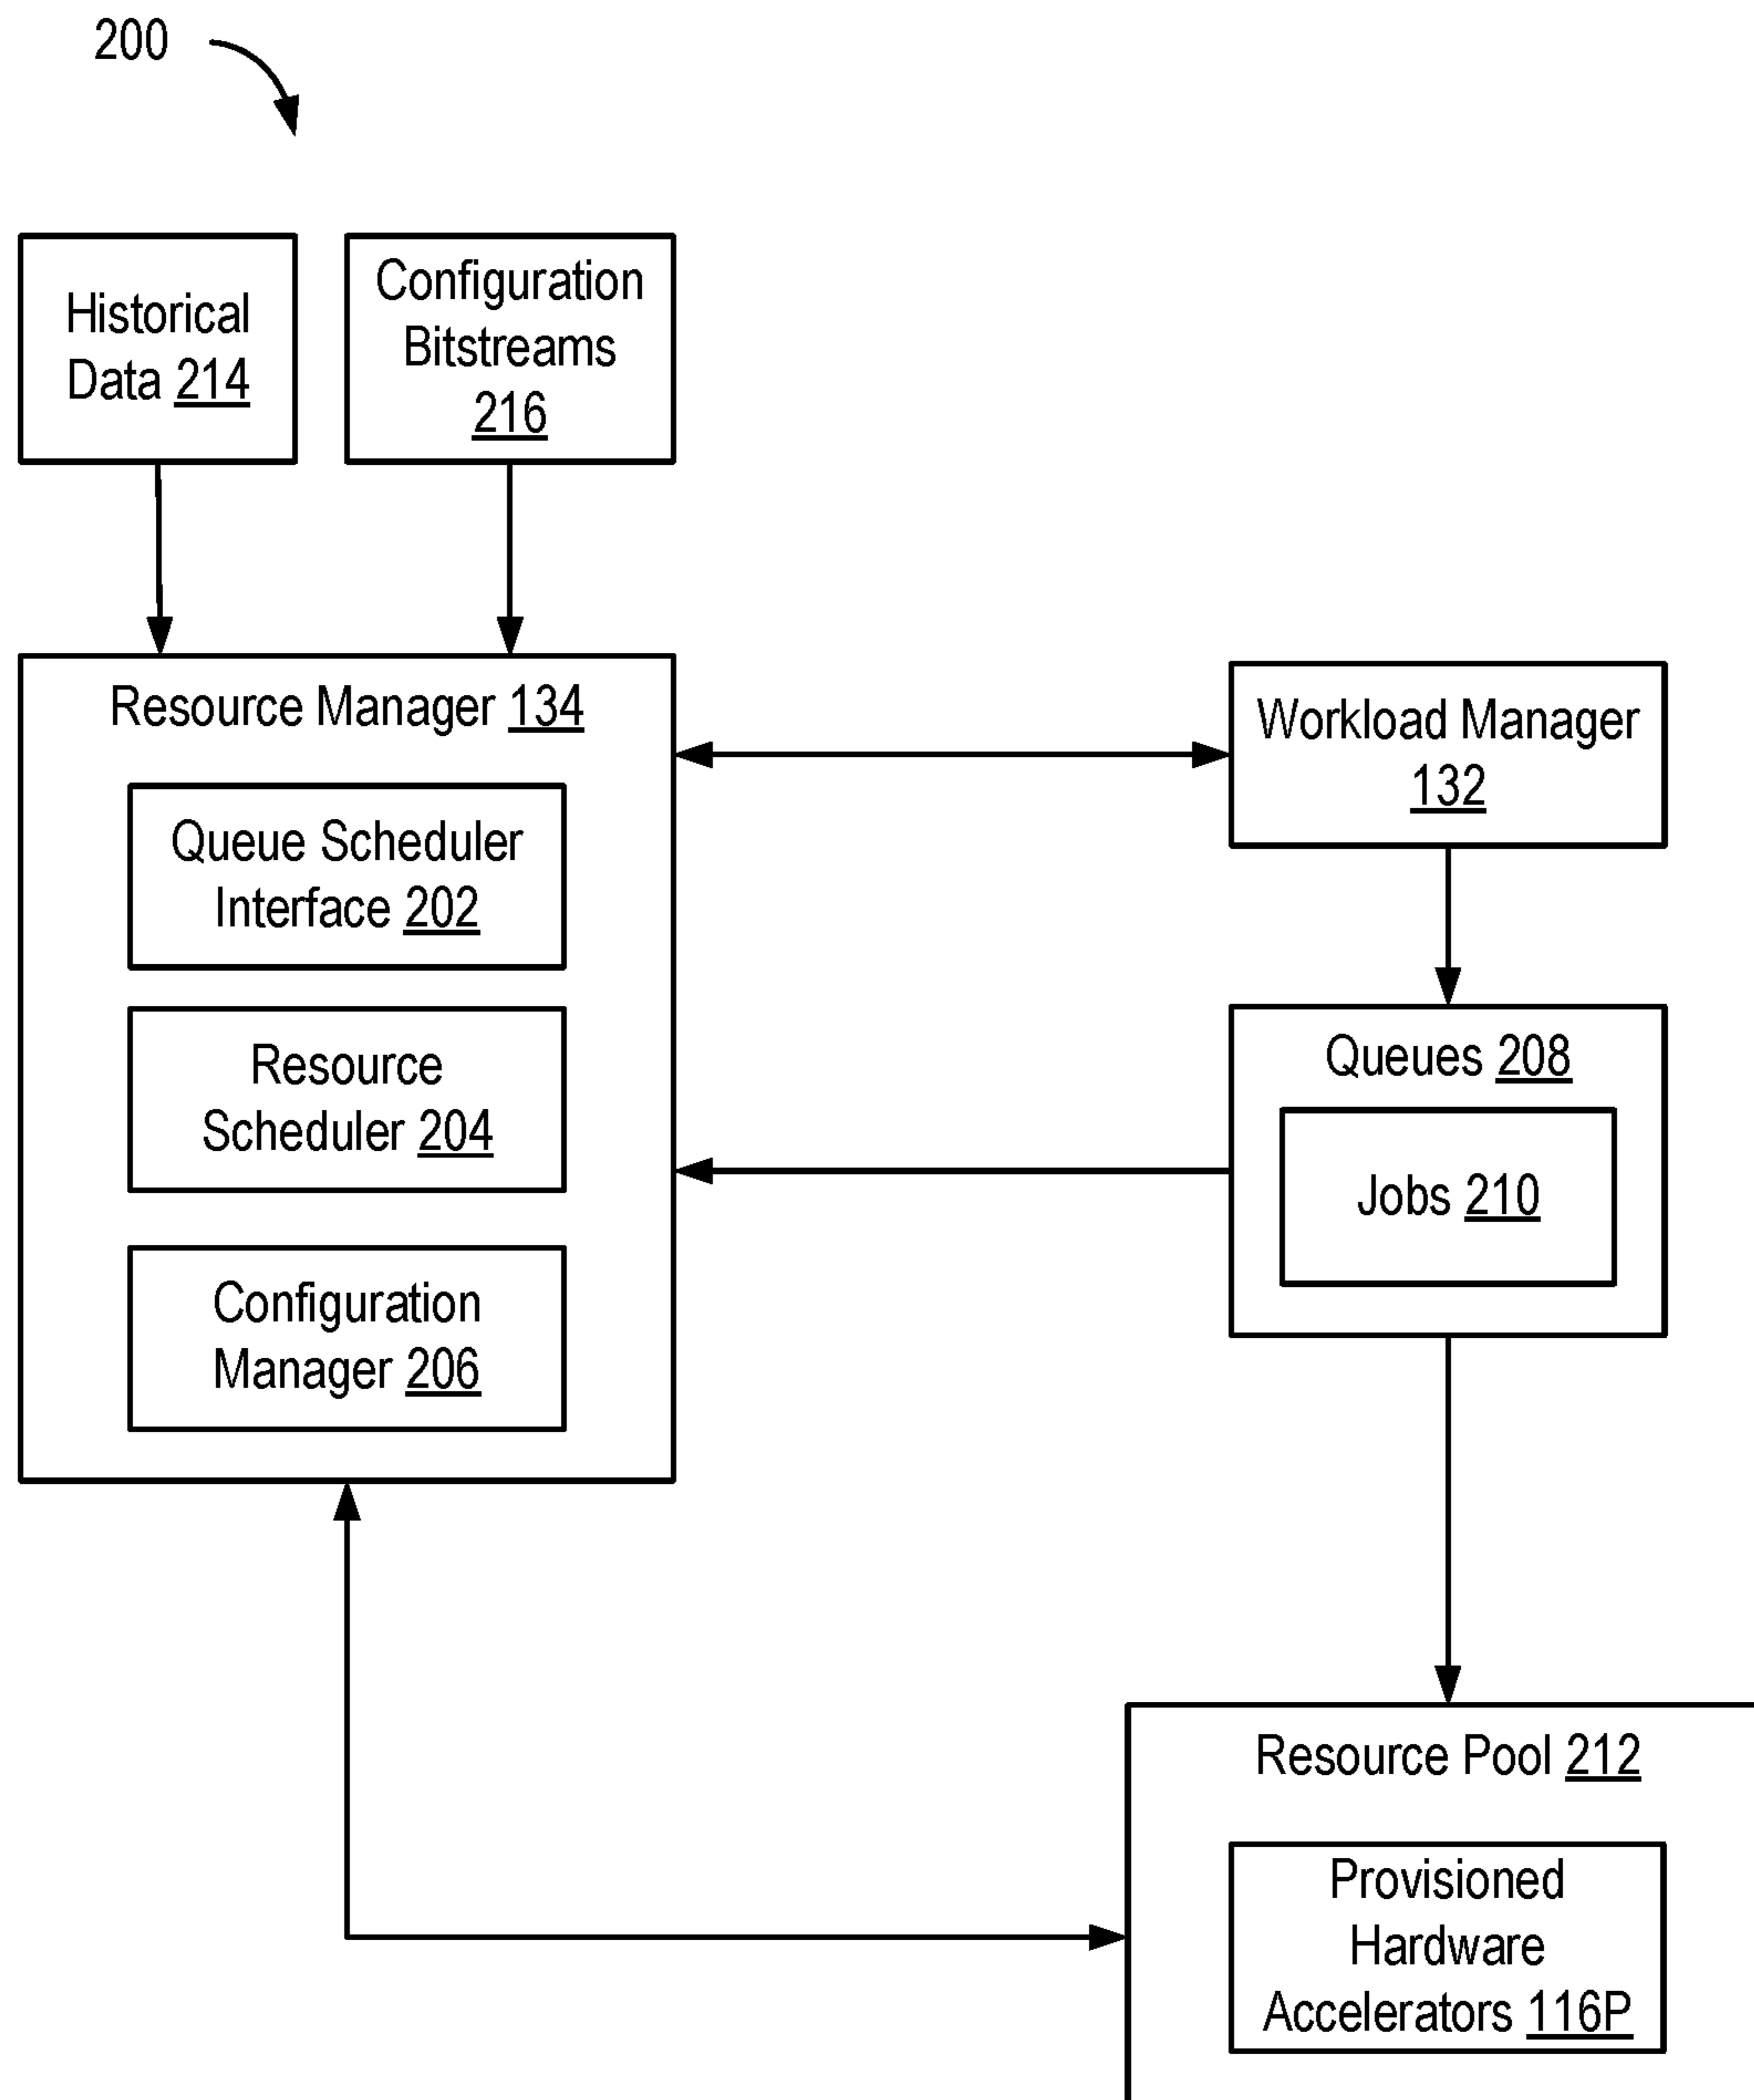 200
Historical
Data 214
Configuration
Bitstreams
216
Resource Manager 134
Queue Scheduler
Interface 202
Resource
Scheduler 204
Configuration
Manager 206
Workload Manager
132
Queues 208
Jobs 210
Resource Pool 212
Provisioned
Hardware
Accelerators 116P